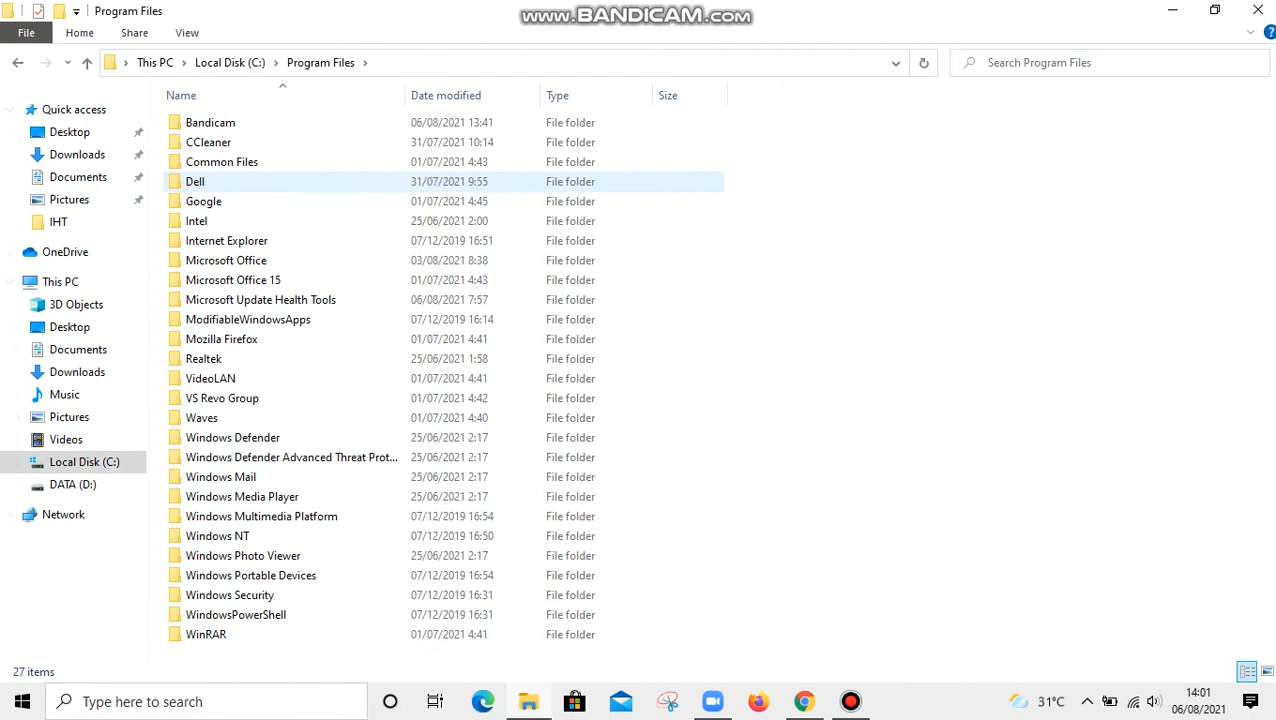 Program Files
www.BANDICAM.com
File Home Share View
This PC Local Disk (C:) Program Files
Search Program Files
Name Date modified Type Size
Quick access
Desktop
Downloads
Documents
Pictures
IHT
OneDrive
This PC
3D Objects
Desktop
Documents
Downloads
Music
Pictures
Videos
Local Disk (C:)
DATA (D:)
Network
Bandicam 06/08/2021 13:41 File folder
CCleaner 31/07/2021 10:14 File folder
Common Files 01/07/2021 4:43 File folder
Dell 31/07/2021 9:55 File folder
Google 01/07/2021 4:45 File folder
Intel 25/06/2021 2:00 File folder
Internet Explorer 07/12/2019 16:51 File folder
Microsoft Office 03/08/2021 8:38 File folder
Microsoft Office 15 01/07/2021 4:43 File folder
Microsoft Update Health Tools 06/08/2021 7:57 File folder
ModifiableWindowsApps 07/12/2019 16:14 File folder
Mozilla Firefox 01/07/2021 4:41 File folder
Realtek 25/06/2021 1:58 File folder
VideoLAN 01/07/2021 4:41 File folder
VS Revo Group 01/07/2021 4:42 File folder
Waves 01/07/2021 4:40 File folder
Windows Defender 25/06/2021 2:17 File folder
Windows Defender Advanced Threat Prot... 25/06/2021 2:17 File folder
Windows Mail 25/06/2021 2:17 File folder
Windows Media Player 25/06/2021 2:17 File folder
Windows Multimedia Platform 07/12/2019 16:54 File folder
Windows NT 07/12/2019 16:50 File folder
Windows Photo Viewer 25/06/2021 2:17 File folder
Windows Portable Devices 07/12/2019 16:54 File folder
Windows Security 07/12/2019 16:31 File folder
WindowsPowerShell 07/12/2019 16:31 File folder
WinRAR 01/07/2021 4:41 File folder
27 items
Type here to search
31°C
14:01
06/08/2021